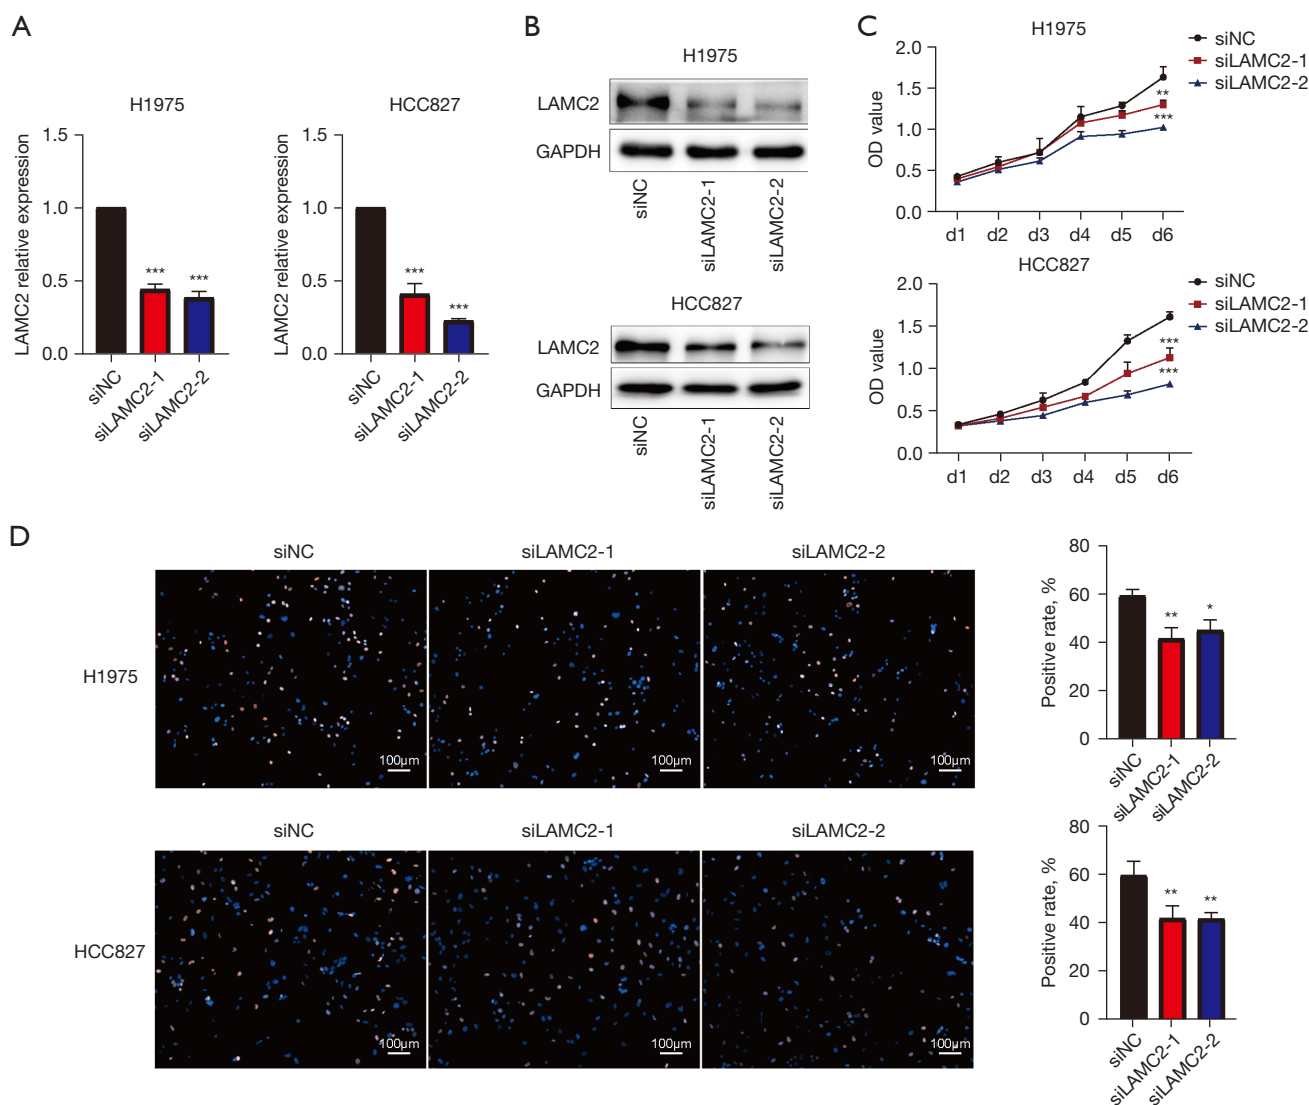 A
H1975
LAMC2 relative expression
1.5
1.0
0.5
0.0
***
***
siNC
siLAMC2-1
siLAMC2-2
HCC827
LAMC2 relative expression
1.5
1.0
0.5
0.0
***
***
siNC
siLAMC2-1
siLAMC2-2
B
H1975
LAMC2
GAPDH
siNC
siLAMC2-1
siLAMC2-2
HCC827
LAMC2
GAPDH
siNC
siLAMC2-1
siLAMC2-2
C
H1975
OD value
2.0
1.5
1.0
0.5
0.0
**
***
d1 d2 d3 d4 d5 d6
siNC
siLAMC2-1
siLAMC2-2
HCC827
OD value
2.0
1.5
1.0
0.5
0.0
***
***
d1 d2 d3 d4 d5 d6
siNC
siLAMC2-1
siLAMC2-2
D
siNC siLAMC2-1 siLAMC2-2
H1975
100μm 100μm 100μm
Positive rate, %
80
60
40
20
0
**
*
siNC
siLAMC2-1
siLAMC2-2
siNC siLAMC2-1 siLAMC2-2
HCC827
100μm 100μm 100μm
Positive rate, %
80
60
40
20
0
**
**
siNC
siLAMC2-1
siLAMC2-2